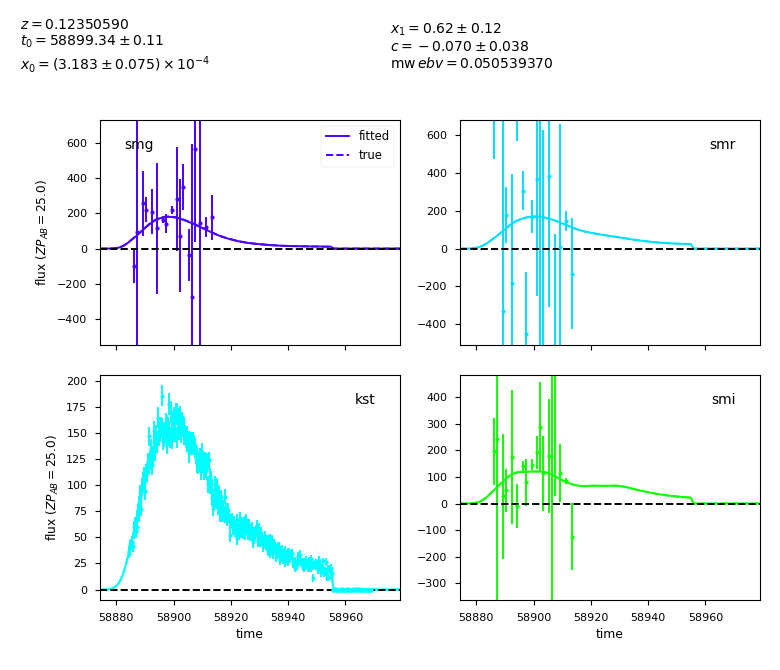 z = 0.12350590
t₀ = 58899.34 ± 0.11
x₀ = (3.183 ± 0.075) × 10⁻⁴
x₁ = 0.62 ± 0.12
c = −0.070 ± 0.038
mw ebv = 0.050539370
smg
fitted
true
600
400
200
0
−200
−400
flux (ZP_AB = 25.0)
smr
600
400
200
0
−200
−400
kst
200
175
150
125
100
75
50
25
0
flux (ZP_AB = 25.0)
58880 58900 58920 58940 58960
time
smi
400
300
200
100
0
−100
−200
−300
58880 58900 58920 58940 58960
time